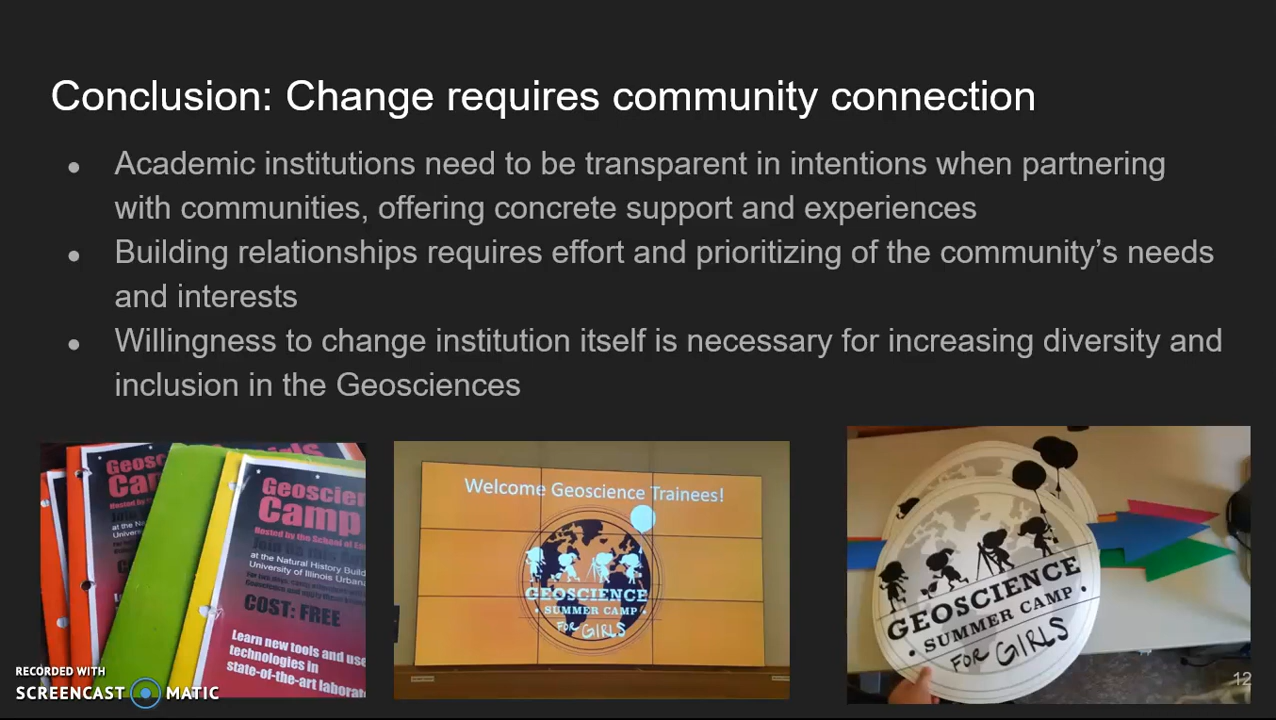 Conclusion: Change requires community connection
● Academic institutions need to be transparent in intentions when partnering
with communities, offering concrete support and experiences
● Building relationships requires effort and prioritizing of the community’s needs
and interests
● Willingness to change institution itself is necessary for increasing diversity and
inclusion in the Geosciences
Geoscien
Camp
Hosted by the School of Ea
at the Natural History Build
University of Illinois Urbana
COST: FREE
Learn new tools and use
technologies in
state-of-the-art laborat
Welcome Geoscience Trainees!
GEOSCIENCE
• SUMMER CAMP •
FOR GIRLS
GEOSCIENCE
• SUMMER CAMP •
FOR GIRLS
RECORDED WITH
SCREENCAST MATIC
12